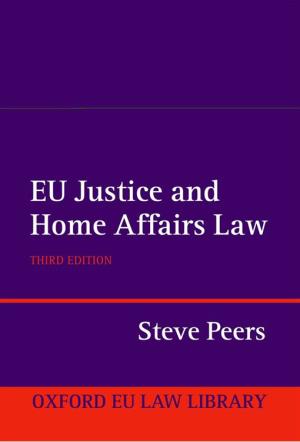 EU Justice and
Home Affairs Law
THIRD EDITION
Steve Peers
OXFORD EU LAW LIBRARY